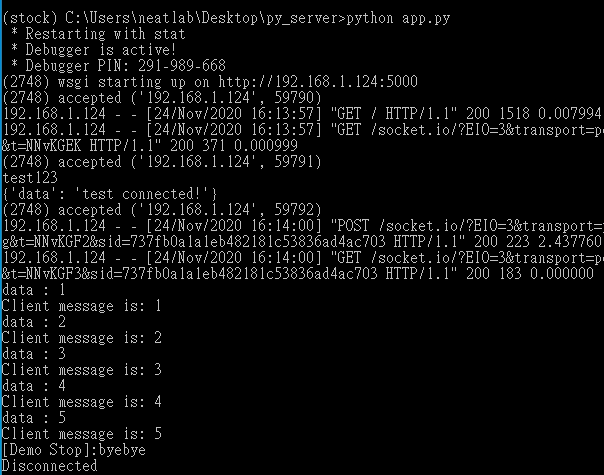 (stock) C:\Users\neatlab\Desktop\py_server>python app.py
 * Restarting with stat
 * Debugger is active!
 * Debugger PIN: 291-989-668
(2748) wsgi starting up on http://192.168.1.124:5000
(2748) accepted ('192.168.1.124', 59790)
192.168.1.124 - - [24/Nov/2020 16:13:57] "GET / HTTP/1.1" 200 1518 0.007994
192.168.1.124 - - [24/Nov/2020 16:13:57] "GET /socket.io/?EIO=3&transport=po
&t=NNvKGEK HTTP/1.1" 200 371 0.000999
(2748) accepted ('192.168.1.124', 59791)
test123
{'data': 'test connected!'}
(2748) accepted ('192.168.1.124', 59792)
192.168.1.124 - - [24/Nov/2020 16:14:00] "POST /socket.io/?EIO=3&transport=p
g&t=NNvKGF2&sid=737fb0a1a1eb482181c53836ad4ac703 HTTP/1.1" 200 223 2.437760
192.168.1.124 - - [24/Nov/2020 16:14:00] "GET /socket.io/?EIO=3&transport=po
&t=NNvKGF3&sid=737fb0a1a1eb482181c53836ad4ac703 HTTP/1.1" 200 183 0.000000
data : 1
Client message is: 1
data : 2
Client message is: 2
data : 3
Client message is: 3
data : 4
Client message is: 4
data : 5
Client message is: 5
[Demo Stop]:byebye
Disconnected